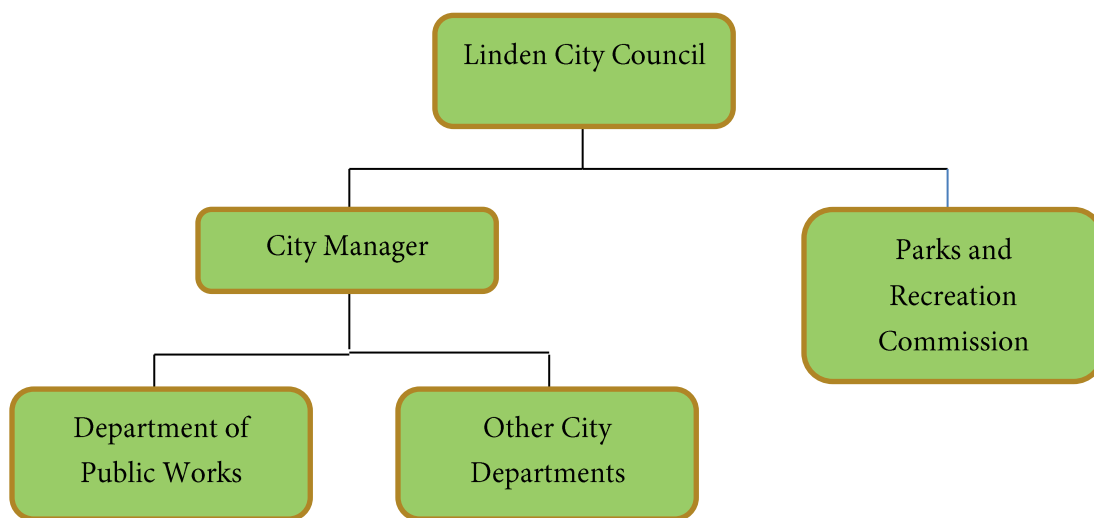 Linden City Council
City Manager
Parks and
Recreation
Commission
Department of
Public Works
Other City
Departments